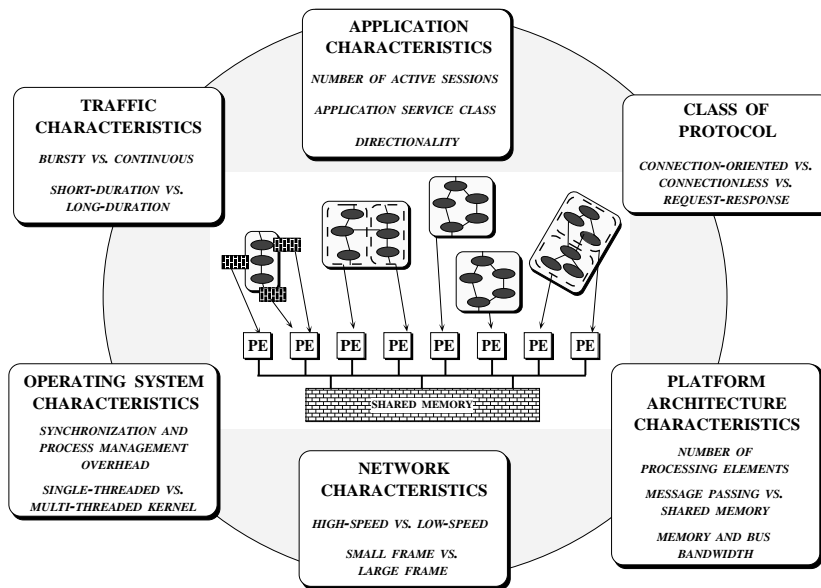 APPLICATION
CHARACTERISTICS
NUMBER OF ACTIVE SESSIONS
APPLICATION SERVICE CLASS
DIRECTIONALITY
TRAFFIC
CHARACTERISTICS
BURSTY VS. CONTINUOUS
SHORT-DURATION VS.
LONG-DURATION
CLASS OF
PROTOCOL
CONNECTION-ORIENTED VS.
CONNECTIONLESS VS.
REQUEST-RESPONSE
PE PE PE PE PE PE PE PE
SHARED MEMORY
OPERATING SYSTEM
CHARACTERISTICS
SYNCHRONIZATION AND
PROCESS MANAGEMENT
OVERHEAD
SINGLE-THREADED VS.
MULTI-THREADED KERNEL
NETWORK
CHARACTERISTICS
HIGH-SPEED VS. LOW-SPEED
SMALL FRAME VS.
LARGE FRAME
PLATFORM
ARCHITECTURE
CHARACTERISTICS
NUMBER OF
PROCESSING ELEMENTS
MESSAGE PASSING VS.
SHARED MEMORY
MEMORY AND BUS
BANDWIDTH